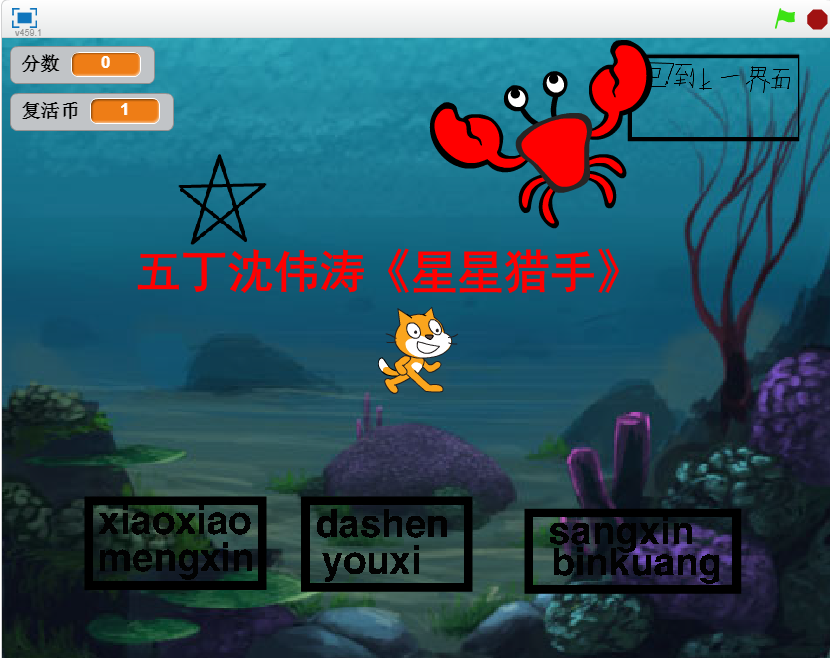 v459.1
分数 0
复活币 1
回到上一界面
五丁沈伟涛《星星猎手》
xiaoxiao
mengxin
dashen
youxi
sangxin
binkuang